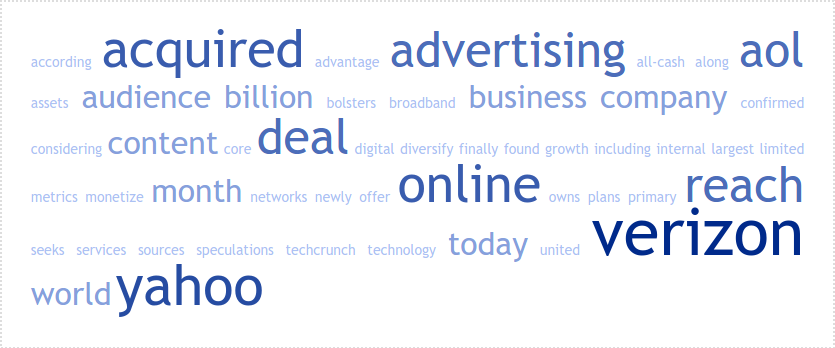 according acquired advantage advertising all-cash along aol
assets audience billion bolsters broadband business company confirmed
considering content core deal digital diversify finally found growth including internal largest limited
metrics monetize month networks newly offer online owns plans primary reach
seeks services sources speculations techcrunch technology today united verizon
world yahoo